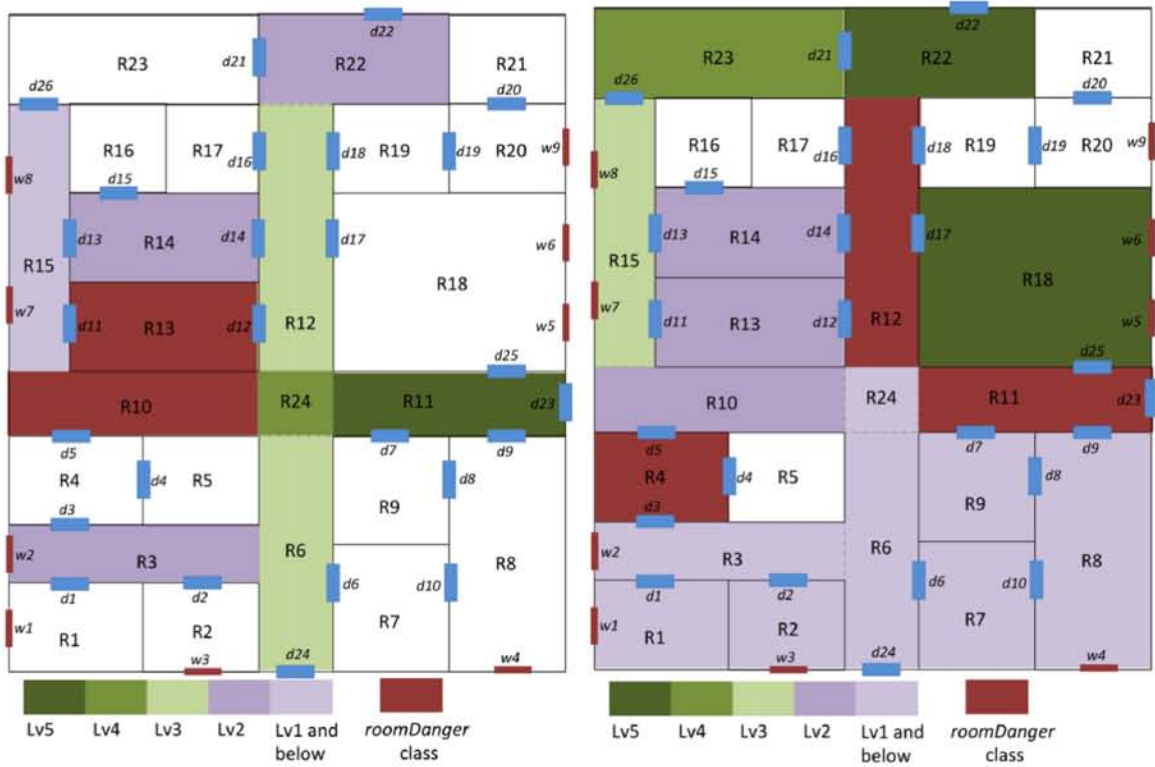 d22
R23
d21
R22
R21
d26
d20
R16
R17
d16
d18
R19
d19
R20
w9
w8
d15
d13
R14
d14
d17
w6
R15
R18
w7
d11
R13
d12
R12
w5
d25
R10
R24
R11
d23
d5
d7
d9
R4
d4
R5
d8
R9
d3
w2
R3
R6
R8
d1
d2
d6
d10
w1
R1
R2
R7
w3
d24
w4
Lv5
Lv4
Lv3
Lv2
Lv1 and
below
roomDanger
class
d22
R23
d21
R22
R21
d26
d20
R16
R17
d16
d18
R19
d19
R20
w9
w8
d15
d13
R14
d14
d17
w6
R15
R18
w7
d11
R13
d12
R12
w5
d25
R10
R24
R11
d23
d5
d7
d9
R4
d4
R5
d8
R9
d3
w2
R3
R6
R8
d1
d2
d6
d10
w1
R1
R2
R7
w3
d24
w4
Lv5
Lv4
Lv3
Lv2
Lv1 and
below
roomDanger
class